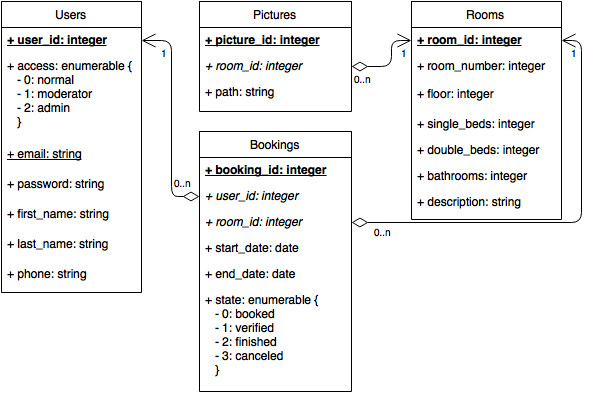 Users
+ user_id: integer
+ access: enumerable {
- 0: normal
- 1: moderator
- 2: admin
}
+ email: string
+ password: string
+ first_name: string
+ last_name: string
+ phone: string
Pictures
+ picture_id: integer
+ room_id: integer
+ path: string
Rooms
+ room_id: integer
+ room_number: integer
+ floor: integer
+ single_beds: integer
+ double_beds: integer
+ bathrooms: integer
+ description: string
Bookings
+ booking_id: integer
+ user_id: integer
+ room_id: integer
+ start_date: date
+ end_date: date
+ state: enumerable {
- 0: booked
- 1: verified
- 2: finished
- 3: canceled
}
1
0..n
0..n
1
0..n
1